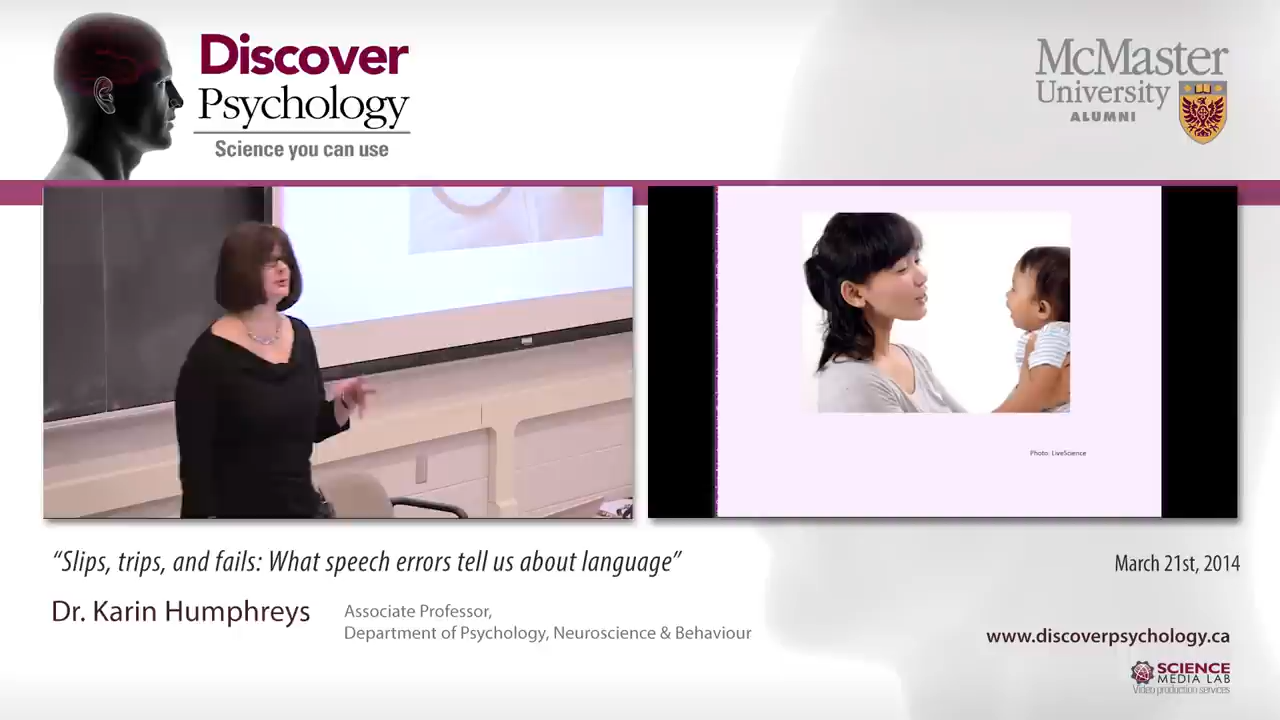 Discover
Psychology
Science you can use
McMaster
University
ALUMNI
Photo: LiveScience
“Slips, trips, and fails: What speech errors tell us about language”
March 21st, 2014
Dr. Karin Humphreys
Associate Professor,
Department of Psychology, Neuroscience & Behaviour
www.discoverpsychology.ca
SCIENCE
MEDIA LAB
Video production services